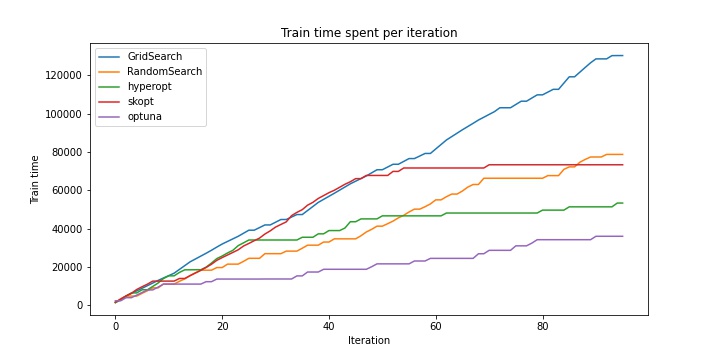 Train time spent per iteration
GridSearch
RandomSearch
hyperopt
skopt
optuna
Train time
120000
100000
80000
60000
40000
20000
0
0 20 40 60 80
Iteration